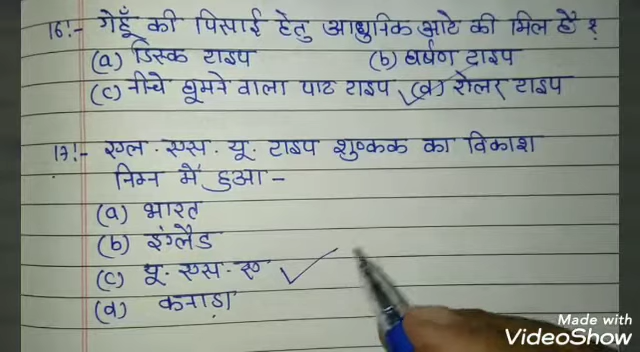 16!- गेहूँ की पिसाई हेतु आधुनिक आटे की मिल है ?
(a) डिस्क टाइप (b) घर्षण टाइप
(c) नीचे घूमने वाला पाट टाइप (d) रोलर टाइप
17!- एल. एस. यू. टाइप शुष्कक का विकाश
निम्न में हुआ -
(a) भारत
(b) इंग्लैड
(c) यू. एस. ए
(d) कनाडा
Made with
VideoShow